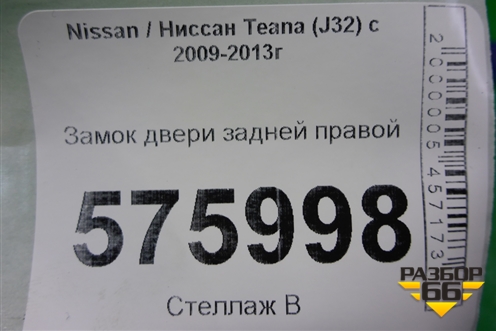 Nissan / Ниссан Teana (J32) с
2009-2013г
Замок двери задней правой
575998
Стеллаж В
2000005457173
РАЗБОР
66